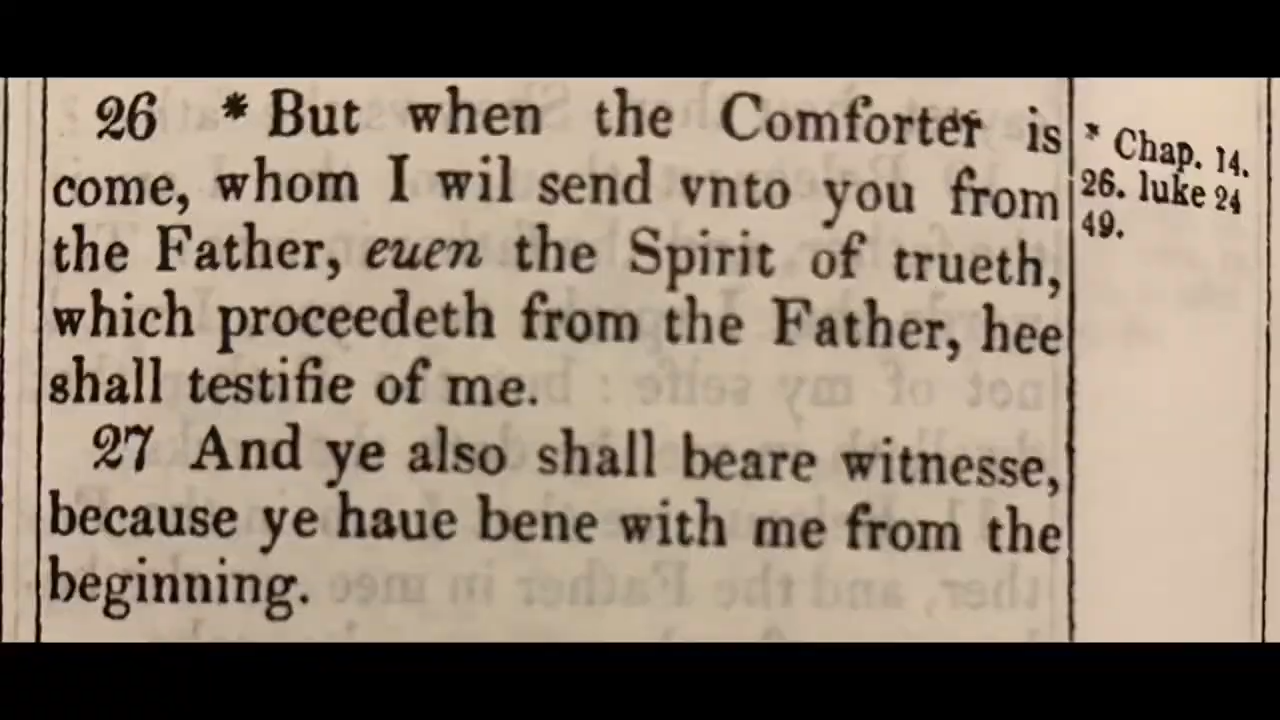 26 * But when the Comforter is
come, whom I wil send vnto you from
the Father, euen the Spirit of trueth,
which proceedeth from the Father, hee
shall testifie of me.
27 And ye also shall beare witnesse,
because ye haue bene with me from the
beginning.
* Chap. 14.
26. luke 24
49.